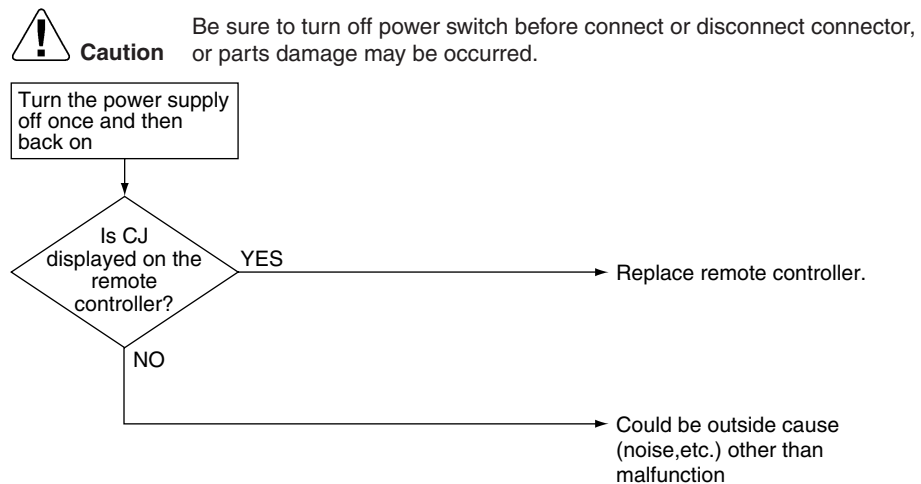 Be sure to turn off power switch before connect or disconnect connector,
Caution or parts damage may be occurred.
Turn the power supply
off once and then
back on
Is CJ
displayed on the
remote
controller?
YES
Replace remote controller.
NO
Could be outside cause
(noise,etc.) other than
malfunction